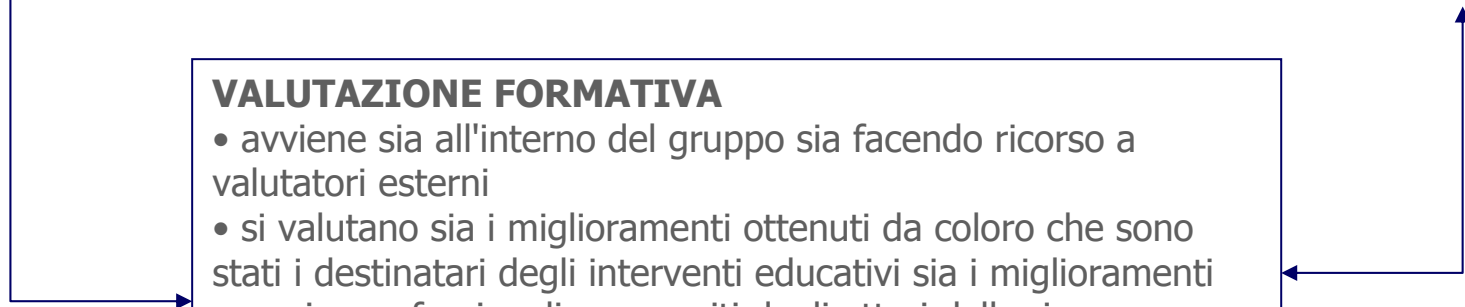 VALUTAZIONE FORMATIVA
• avviene sia all'interno del gruppo sia facendo ricorso a
valutatori esterni
• si valutano sia i miglioramenti ottenuti da coloro che sono
stati i destinatari degli interventi educativi sia i miglioramenti